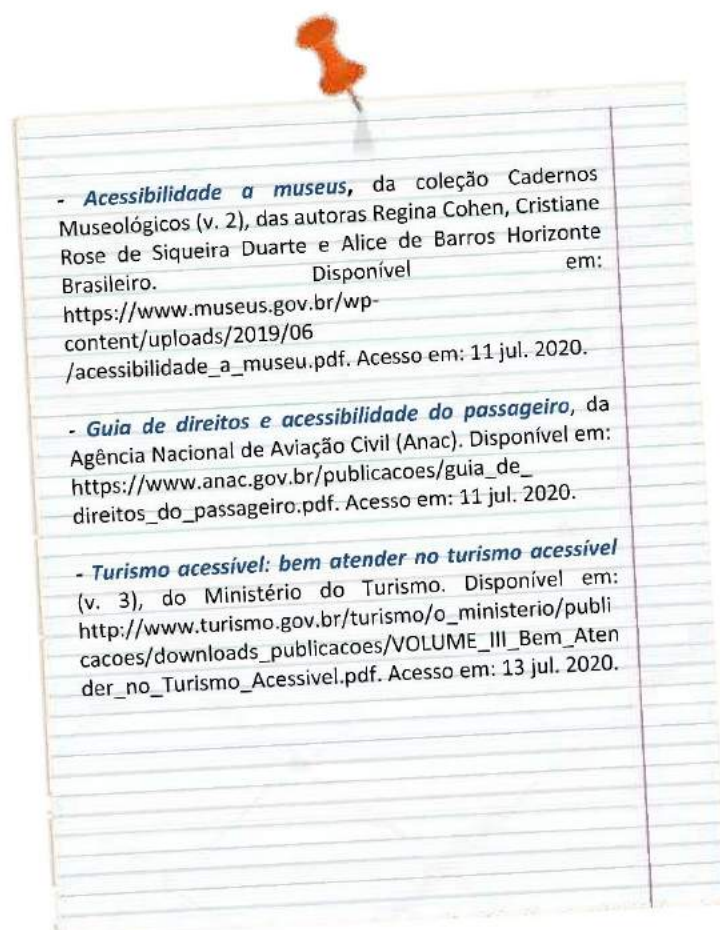 - Acessibilidade a museus, da coleção Cadernos
Museológicos (v. 2), das autoras Regina Cohen, Cristiane
Rose de Siqueira Duarte e Alice de Barros Horizonte
Brasileiro. Disponível em:
https://www.museus.gov.br/wp-
content/uploads/2019/06
/acessibilidade_a_museu.pdf. Acesso em: 11 jul. 2020.
- Guia de direitos e acessibilidade do passageiro, da
Agência Nacional de Aviação Civil (Anac). Disponível em:
https://www.anac.gov.br/publicacoes/guia_de_
direitos_do_passageiro.pdf. Acesso em: 11 jul. 2020.
- Turismo acessível: bem atender no turismo acessível
(v. 3), do Ministério do Turismo. Disponível em:
http://www.turismo.gov.br/turismo/o_ministerio/publi
cacoes/downloads_publicacoes/VOLUME_III_Bem_Aten
der_no_Turismo_Acessivel.pdf. Acesso em: 13 jul. 2020.